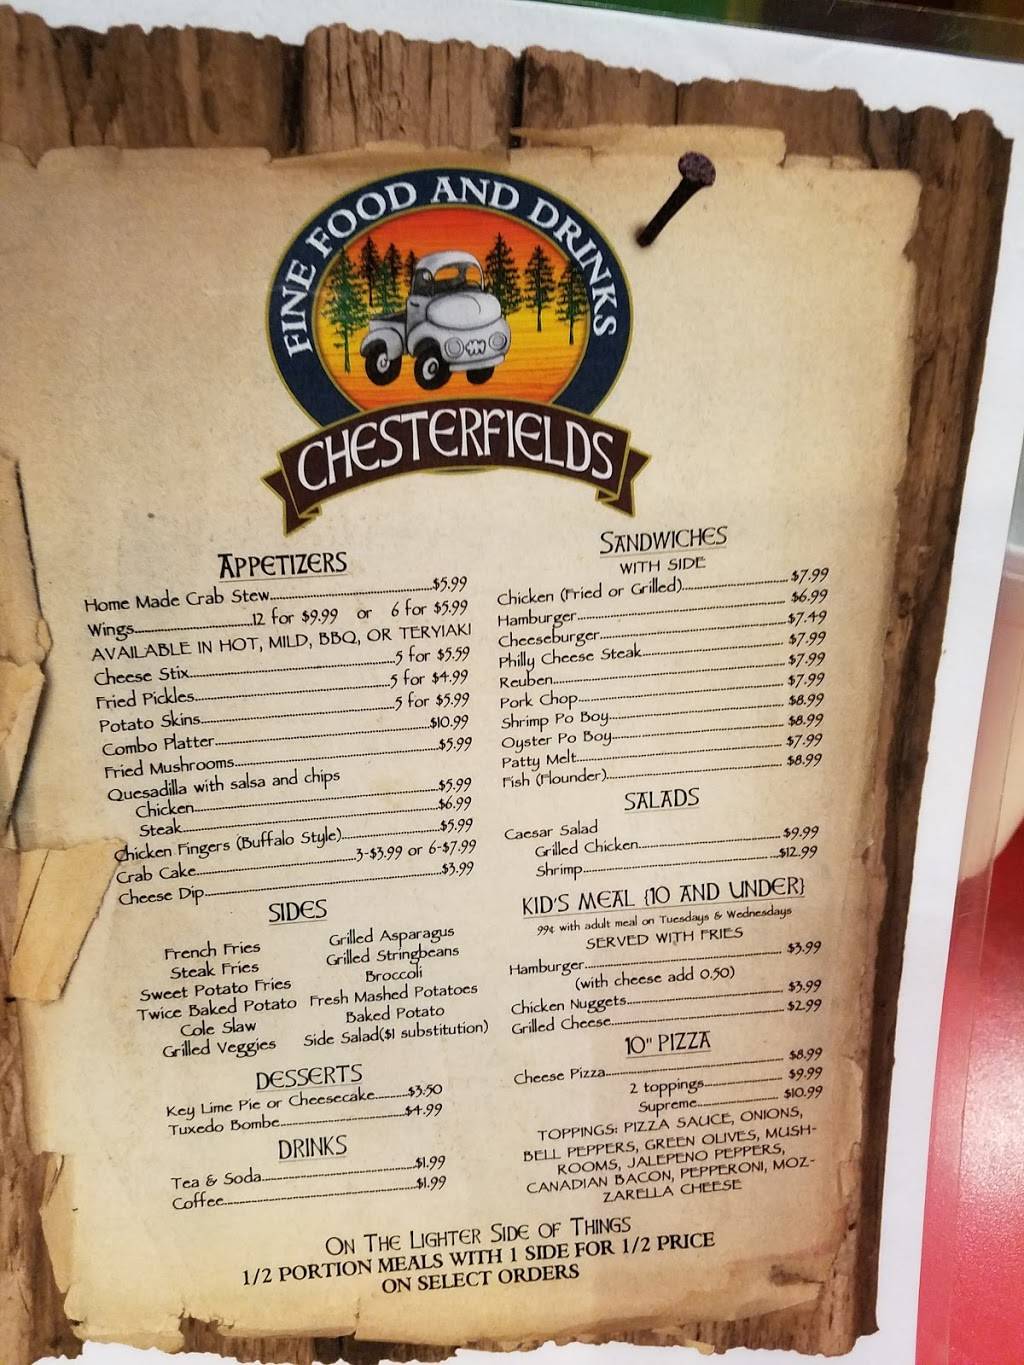 FINE FOOD AND DRINKS
CHESTERFIELDS
APPETIZERS
Home Made Crab Stew...$5.99
Wings...12 for $9.99 or 6 for $5.99
AVAILABLE IN HOT, MILD, BBQ, OR TERYIAKI
Cheese Stix...5 for $5.59
Fried Pickles...5 for $4.99
Potato Skins...5 for $5.99
Combo Platter...$10.99
Fried Mushrooms...$5.99
Quesadilla with salsa and chips
Chicken...$5.99
Steak...$6.99
Chicken Fingers (Buffalo Style)...$5.99
Crab Cake...3-$3.99 or 6-$7.99
Cheese Dip...$3.99
SIDES
French Fries
Steak Fries
Sweet Potato Fries
Twice Baked Potato
Cole Slaw
Grilled Veggies
Grilled Asparagus
Grilled Stringbeans
Broccoli
Fresh Mashed Potatoes
Baked Potato
Side Salad($1 substitution)
DESSERTS
Key Lime Pie or Cheesecake...$3.50
Tuxedo Bombe...$4.99
DRINKS
Tea & Soda...$1.99
Coffee...$1.99
SANDWICHES
WITH SIDE
Chicken (Fried or Grilled)...$7.99
Hamburger...$6.99
Cheeseburger...$7.49
Philly Cheese Steak...$7.99
Reuben...$7.99
Pork Chop...$7.99
Shrimp Po Boy...$8.99
Oyster Po Boy...$8.99
Patty Melt...$7.99
Fish (Flounder)...$8.99
SALADS
Caesar Salad
Grilled Chicken...$9.99
Shrimp...$12.99
KID'S MEAL {10 AND UNDER}
99¢ with adult meal on Tuesdays & Wednesdays
SERVED WITH FRIES
Hamburger...$3.99
(with cheese add 0.50)
Chicken Nuggets...$3.99
Grilled Cheese...$2.99
10" PIZZA
Cheese Pizza...$8.99
2 toppings...$9.99
Supreme...$10.99
TOPPINGS: PIZZA SAUCE, ONIONS,
BELL PEPPERS, GREEN OLIVES, MUSH-
ROOMS, JALEPENO PEPPERS,
CANADIAN BACON, PEPPERONI, MOZ-
ZARELLA CHEESE
ON THE LIGHTER SIDE OF THINGS
1/2 PORTION MEALS WITH 1 SIDE FOR 1/2 PRICE
ON SELECT ORDERS